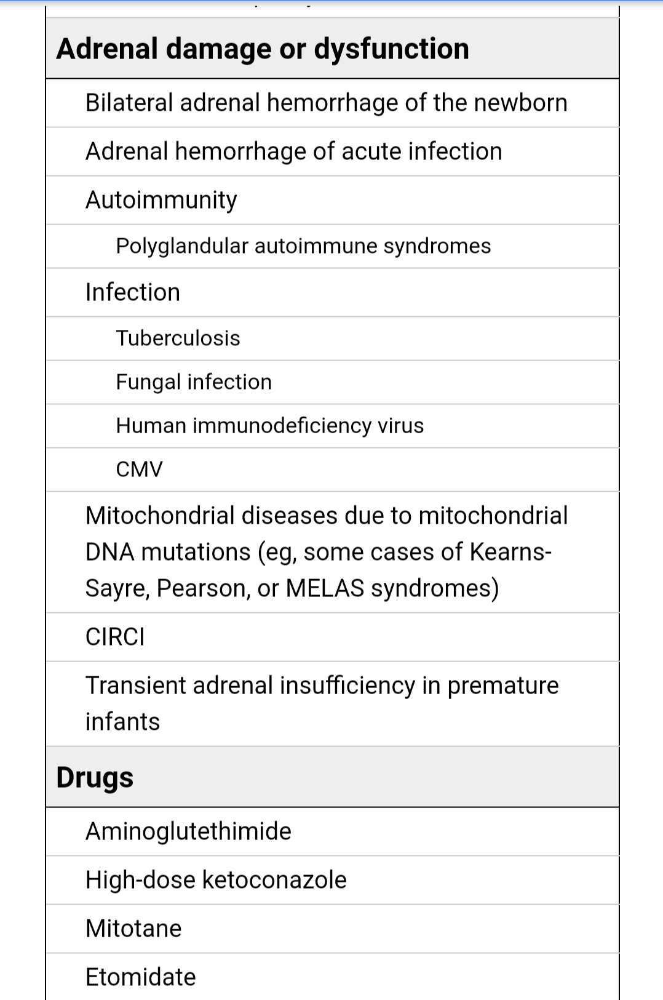 Adrenal damage or dysfunction
Bilateral adrenal hemorrhage of the newborn
Adrenal hemorrhage of acute infection
Autoimmunity
Polyglandular autoimmune syndromes
Infection
Tuberculosis
Fungal infection
Human immunodeficiency virus
CMV
Mitochondrial diseases due to mitochondrial
DNA mutations (eg, some cases of Kearns-
Sayre, Pearson, or MELAS syndromes)
CIRCI
Transient adrenal insufficiency in premature
infants
Drugs
Aminoglutethimide
High-dose ketoconazole
Mitotane
Etomidate